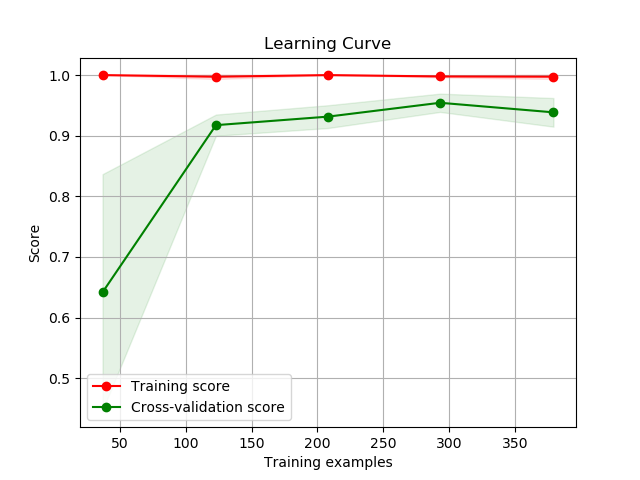 Learning Curve
1.0
0.9
0.8
0.7
0.6
0.5
Score
Training score
Cross-validation score
50 100 150 200 250 300 350
Training examples